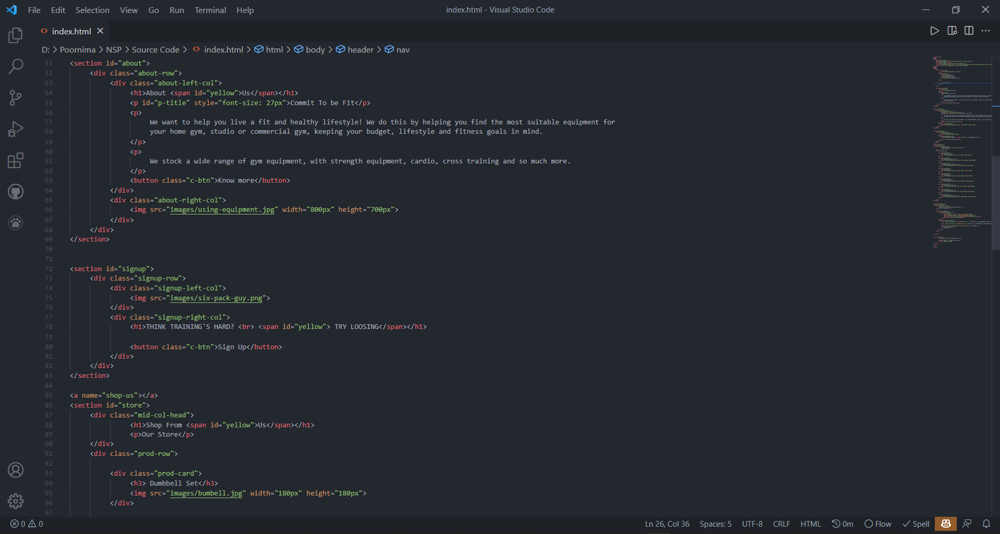 File Edit Selection View Go Run Terminal Help
index.html - Visual Studio Code
index.html
D: > Poornima > NSP > Source Code > index.html > html > body > header > nav
51 <section id="about">
52 <div class="about-row">
53 <div class="about-left-col">
54 <h1>About <span id="yellow">Us</span></h1>
55 <p id="p-title" style="font-size: 27px">Commit To be Fit</p>
56 <p>
57 We want to help you live a fit and healthy lifestyle! We do this by helping you find the most suitable equipment for
58 your home gym, studio or commercial gym, keeping your budget, lifestyle and fitness goals in mind.
59 </p>
60 <p>
61 We stock a wide range of gym equipment, with strength equipment, cardio, cross training and so much more.
62 </p>
63 <button class="c-btn">Know more</button>
64 </div>
65 <div class="about-right-col">
66 <img src="images/using-equipment.jpg" width="800px" height="700px">
67 </div>
68 </div>
69 </section>
70
71
72 <section id="signup">
73 <div class="signup-row">
74 <div class="signup-left-col">
75 <img src="images/six-pack-guy.png">
76 </div>
77 <div class="signup-right-col">
78 <h1>THINK TRAINING'S HARD? <br> <span id="yellow"> TRY LOOSING</span></h1>
79
80 <button class="c-btn">Sign Up</button>
81 </div>
82 </div>
83 </section>
84
85 <a name="shop-us"></a>
86 <section id="store">
87 <div class="mid-col-head">
88 <h1>Shop From <span id="yellow">Us</span></h1>
89 <p>Our Store</p>
90 </div>
91 <div class="prod-row">
92
93 <div class="prod-card">
94 <h3> Dumbbell Set</h3>
95 <img src="images/bumbell.jpg" width="180px" height="180px">
96 </div>
97
0 0 Ln 26, Col 36 Spaces: 5 UTF-8 CRLF HTML 0m Flow Spell